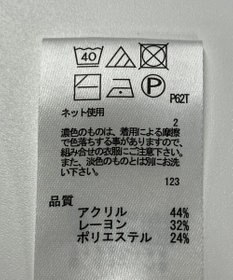 40
P
P62T
ネット使用
2
濃色のものは、着用による摩擦
で色落ちする事がありますので、
組み合せの衣服にご注意下さい。
また、淡色のものとは別にお洗
い下さい。
123
品質
アクリル 44%
レーヨン 32%
ポリエステル 24%